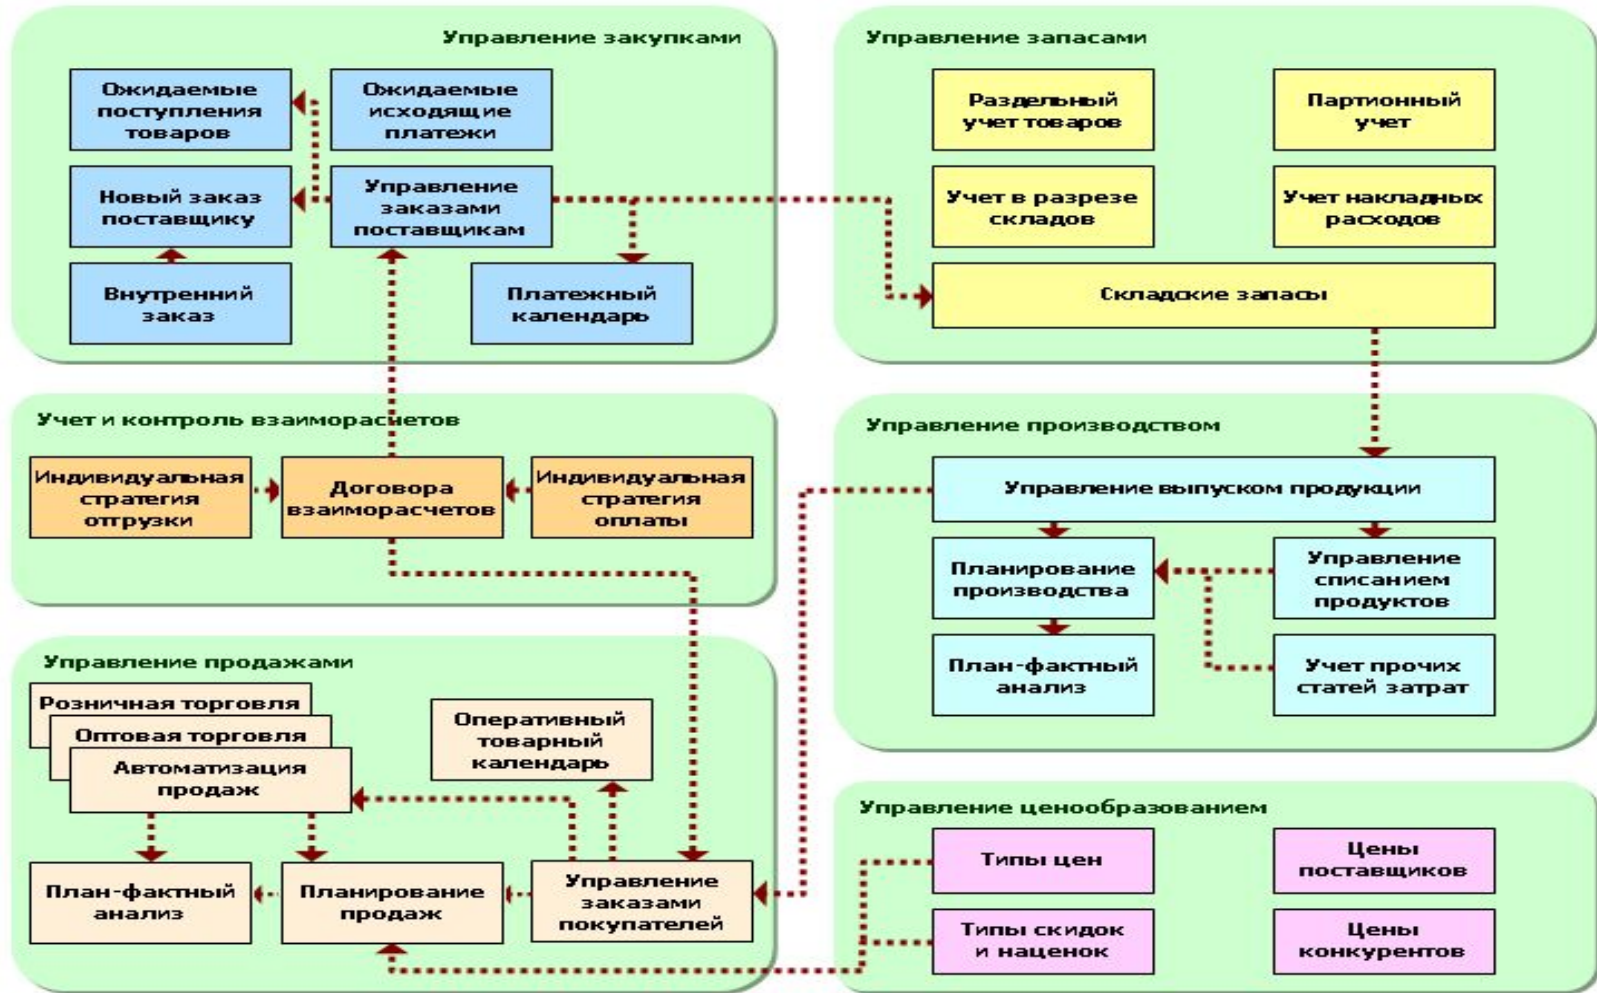 Управление закупками
Ожидаемые
поступления
товаров
Ожидаемые
исходящие
платежи
Новый заказ
поставщику
Управление
заказами
поставщикам
Внутренний
заказ
Платежный
календарь
Управление запасами
Раздельный
учет товаров
Партионный
учет
Учет в разрезе
складов
Учет накладных
расходов
Складские запасы
Учет и контроль взаиморасчетов
Индивидуальная
стратегия
отгрузки
Договора
взаиморасчетов
Индивидуальная
стратегия
оплаты
Управление производством
Управление выпуском продукции
Планирование
производства
Управление
списанием
продуктов
План-фактный
анализ
Учет прочих
статей затрат
Управление продажами
Розничная торговля
Оптовая торговля
Автоматизация
продаж
Оперативный
товарный
календарь
План-фактный
анализ
Планирование
продаж
Управление
заказами
покупателей
Управление ценообразованием
Типы цен
Цены
поставщиков
Типы скидок
и наценок
Цены
конкурентов